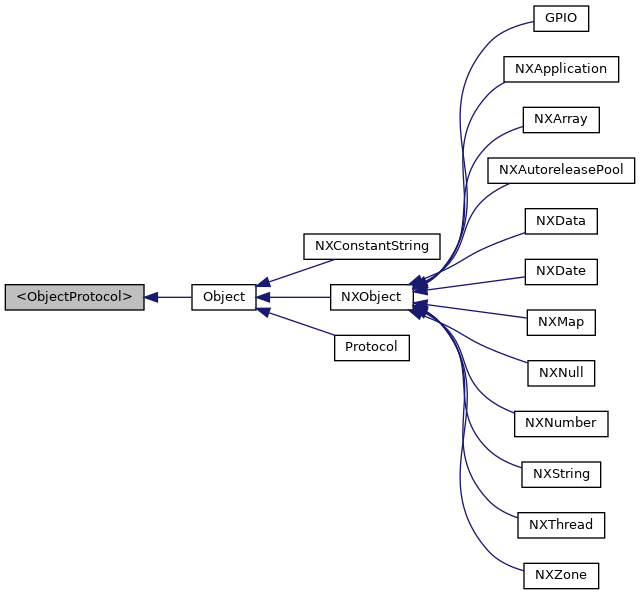 GPIO
NXApplication
NXArray
NXAutoreleasePool
NXData
NXConstantString
NXDate
<ObjectProtocol>
Object
NXObject
NXMap
Protocol
NXNull
NXNumber
NXString
NXThread
NXZone